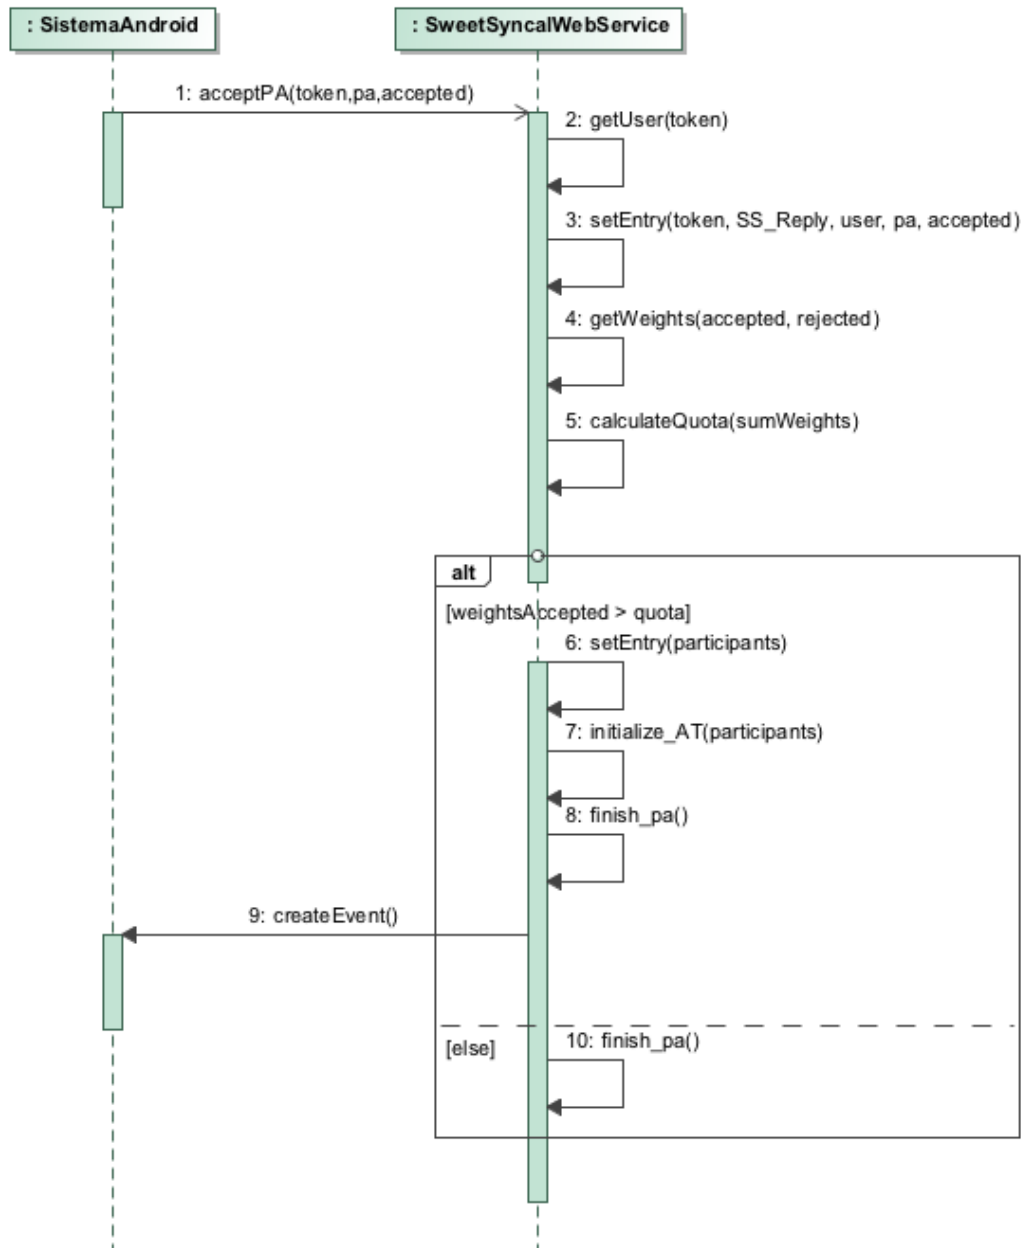 : SistemaAndroid
: SweetSyncalWebService
1: acceptPA(token,pa,accepted)
2: getUser(token)
3: setEntry(token, SS_Reply, user, pa, accepted)
4: getWeights(accepted, rejected)
5: calculateQuota(sumWeights)
alt
[weightsAccepted > quota]
6: setEntry(participants)
7: initialize_AT(participants)
8: finish_pa()
9: createEvent()
[else]
10: finish_pa()